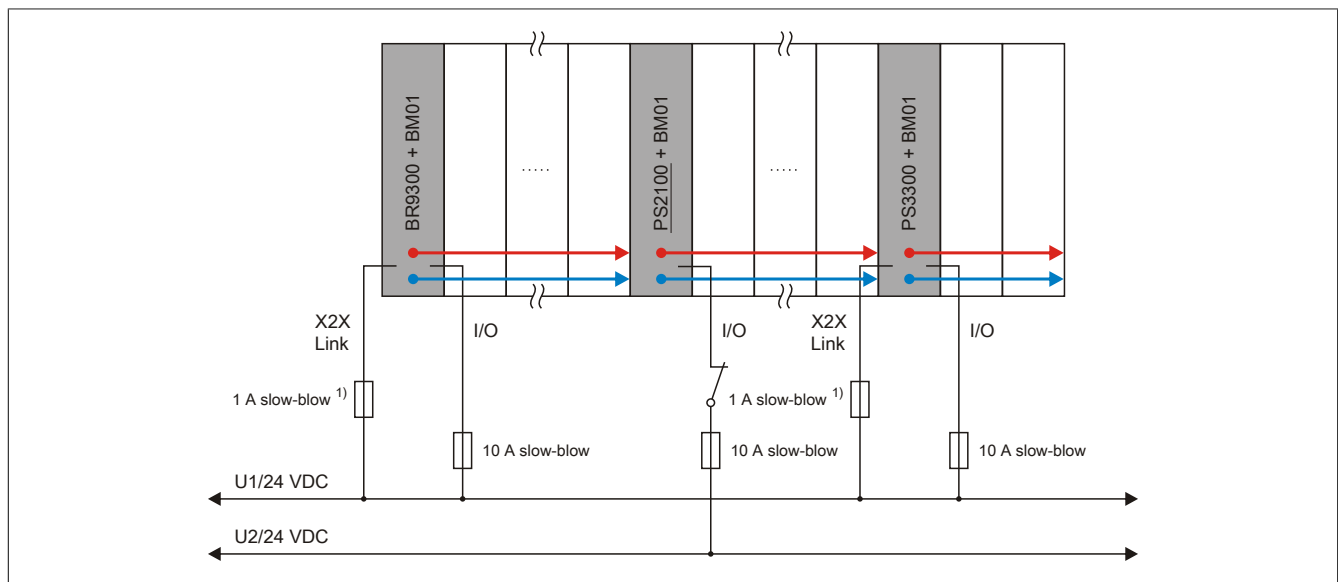 BR9300 + BM01
.....
PS2100 + BM01
.....
PS3300 + BM01
X2X
Link
I/O
I/O
X2X
Link
I/O
1 A slow-blow 1)
1 A slow-blow 1)
10 A slow-blow
10 A slow-blow
10 A slow-blow
U1/24 VDC
U2/24 VDC